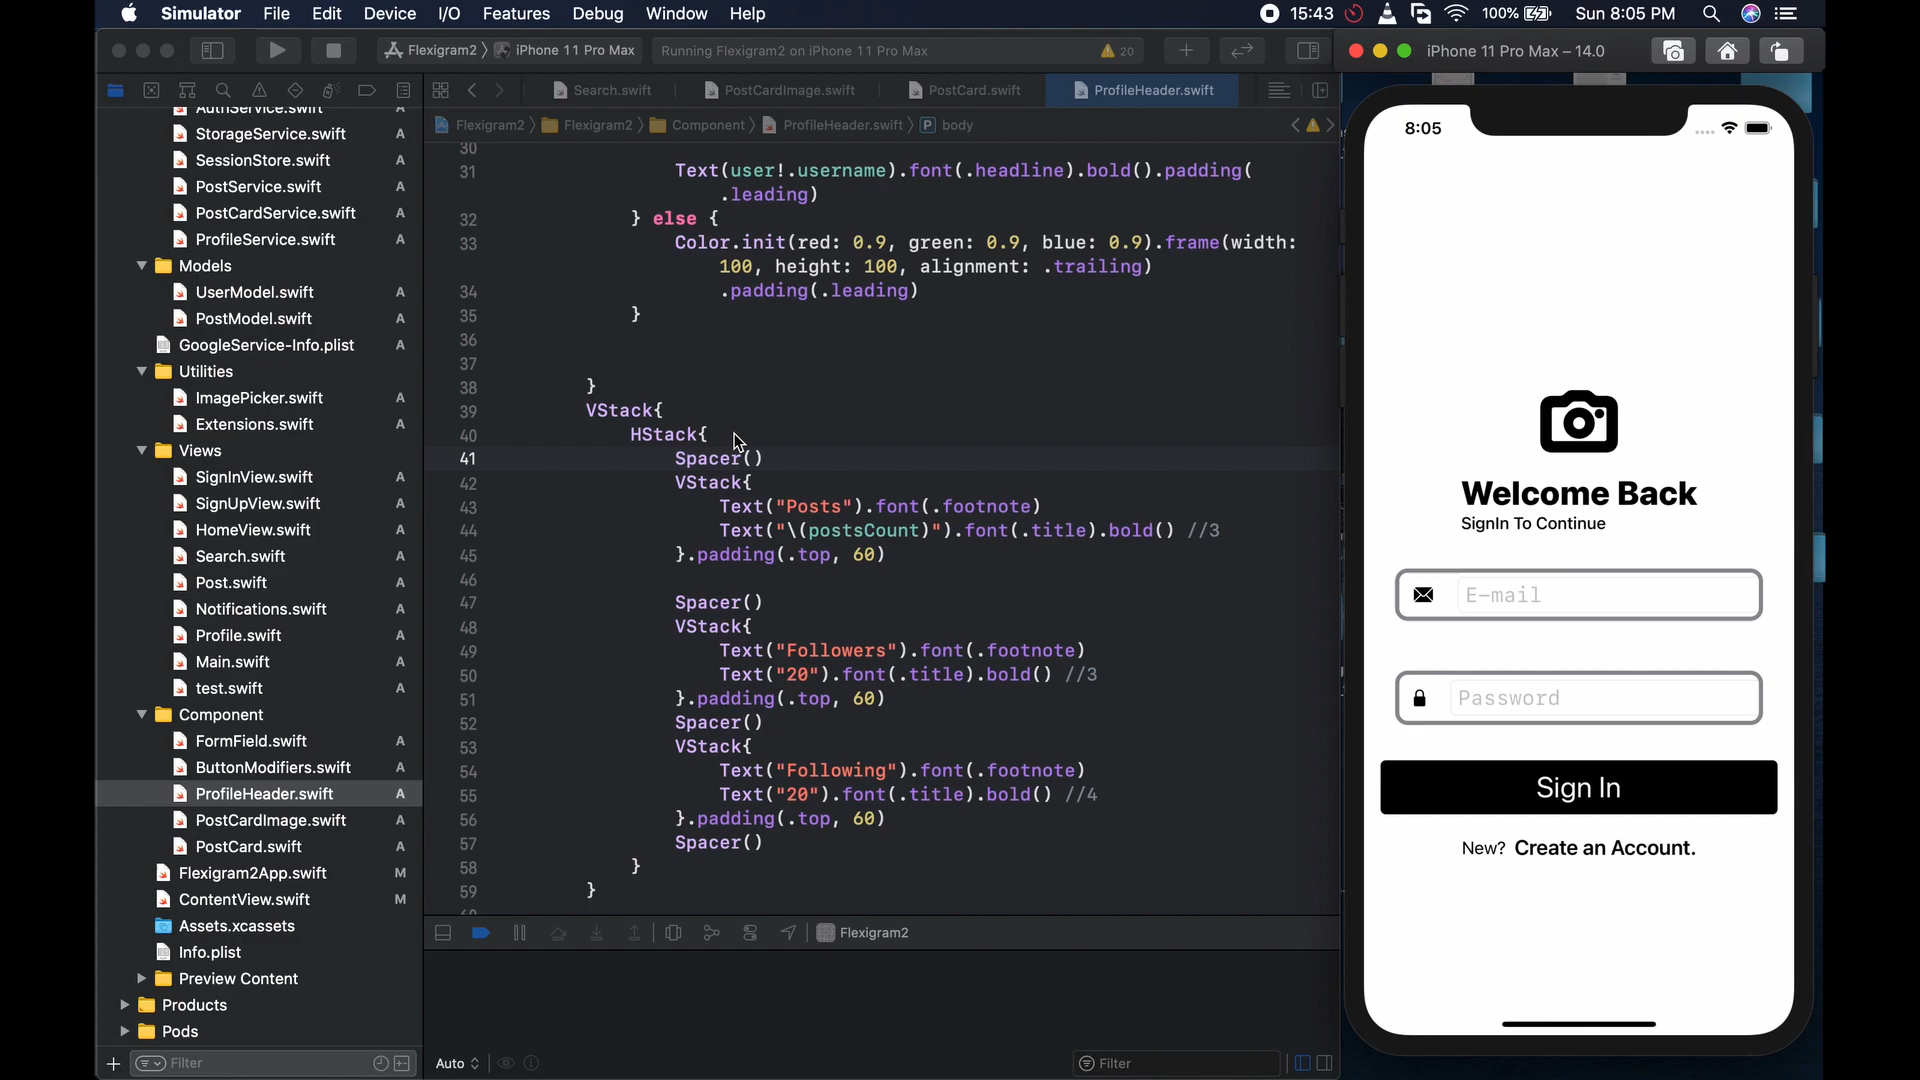 Simulator File Edit Device I/O Features Debug Window Help 15:43 100% Sun 8:05 PM
Flexigram2 iPhone 11 Pro Max Running Flexigram2 on iPhone 11 Pro Max 20
iPhone 11 Pro Max – 14.0
Search.swift PostCardImage.swift PostCard.swift ProfileHeader.swift
Flexigram2 Flexigram2 Component ProfileHeader.swift body
AuthService.swift A
StorageService.swift A
SessionStore.swift A
PostService.swift A
PostCardService.swift A
ProfileService.swift A
Models
UserModel.swift A
PostModel.swift A
GoogleService-Info.plist A
Utilities
ImagePicker.swift A
Extensions.swift A
Views
SignInView.swift A
SignUpView.swift A
HomeView.swift A
Search.swift A
Post.swift A
Notifications.swift A
Profile.swift A
Main.swift A
test.swift A
Component
FormField.swift A
ButtonModifiers.swift A
ProfileHeader.swift A
PostCardImage.swift A
PostCard.swift A
Flexigram2App.swift M
ContentView.swift M
Assets.xcassets
Info.plist
Preview Content
Products
Pods
Filter
30
31 Text(user!.username).font(.headline).bold().padding(
.leading)
32 } else {
33 Color.init(red: 0.9, green: 0.9, blue: 0.9).frame(width:
100, height: 100, alignment: .trailing)
34 .padding(.leading)
35 }
36
37
38 }
39 VStack{
40 HStack{
41 Spacer()
42 VStack{
43 Text("Posts").font(.footnote)
44 Text("\(postsCount)").font(.title).bold() //3
45 }.padding(.top, 60)
46
47 Spacer()
48 VStack{
49 Text("Followers").font(.footnote)
50 Text("20").font(.title).bold() //3
51 }.padding(.top, 60)
52 Spacer()
53 VStack{
54 Text("Following").font(.footnote)
55 Text("20").font(.title).bold() //4
56 }.padding(.top, 60)
57 Spacer()
58 }
59 }
60
Flexigram2
Auto Filter
8:05
Welcome Back
SignIn To Continue
E-mail
Password
Sign In
New? Create an Account.